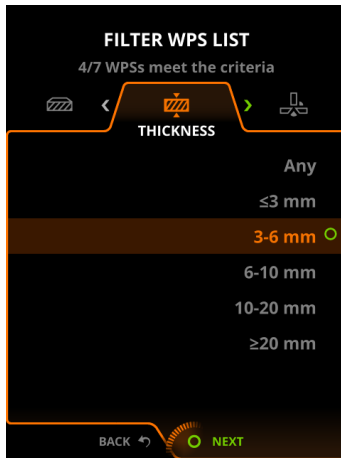 FILTER WPS LIST
4/7 WPSs meet the criteria
THICKNESS
Any
≤3 mm
3-6 mm
6-10 mm
10-20 mm
≥20 mm
BACK NEXT